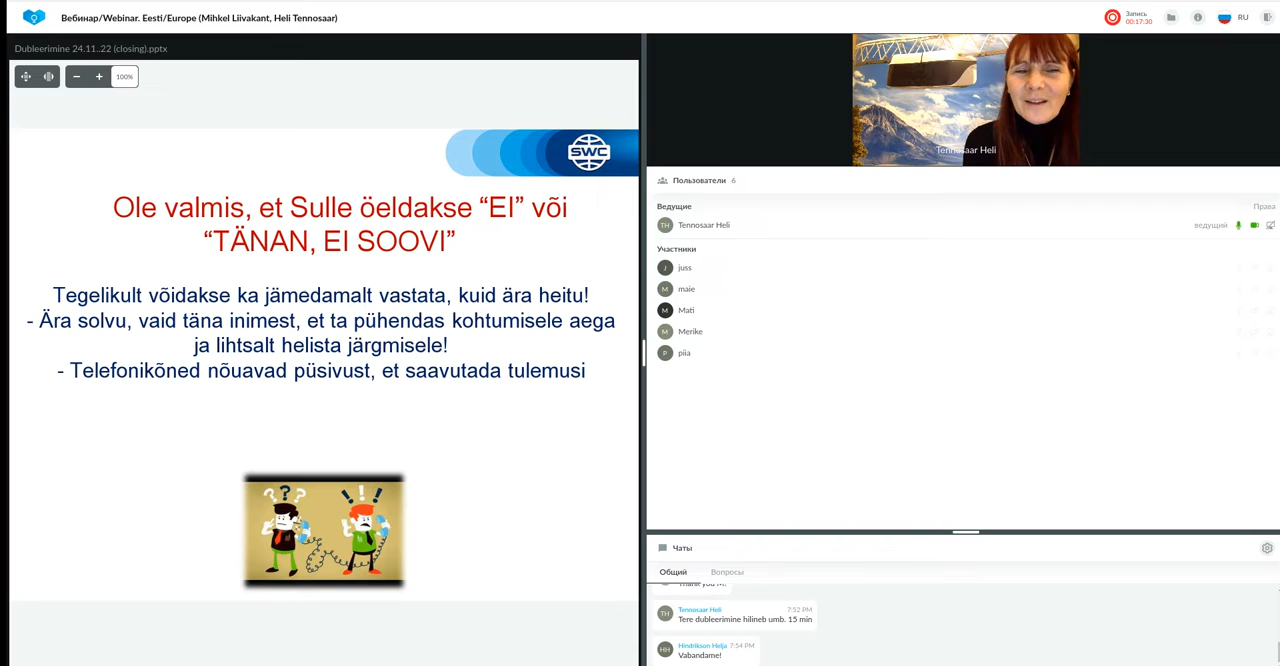 Вебинар/Webinar. Eesti/Europe (Mihkel Liivakant, Heli Tennosaar)
Запись
00:17:30
RU
Dubleerimine 24.11..22 (closing).pptx
100%
SWC
Ole valmis, et Sulle öeldakse “EI” või
“TÄNAN, EI SOOVI”
Tegelikult võidakse ka jämedamalt vastata, kuid ära heitu!
- Ära solvu, vaid täna inimest, et ta pühendas kohtumisele aega
ja lihtsalt helista järgmisele!
- Telefonikõned nõuavad püsivust, et saavutada tulemusi
???
!!!
Tennosaar Heli
Пользователи 6
Ведущие Права
TH Tennosaar Heli ведущий
Участники
J juss
M maie
M Mati
M Merike
P piia
Чаты
Общий Вопросы
Thank you M!
TH Tennosaar Heli 7:52 PM
Tere dubleerimine hilineb umb. 15 min
HH Hindrikson Helja 7:54 PM
Vabandame!